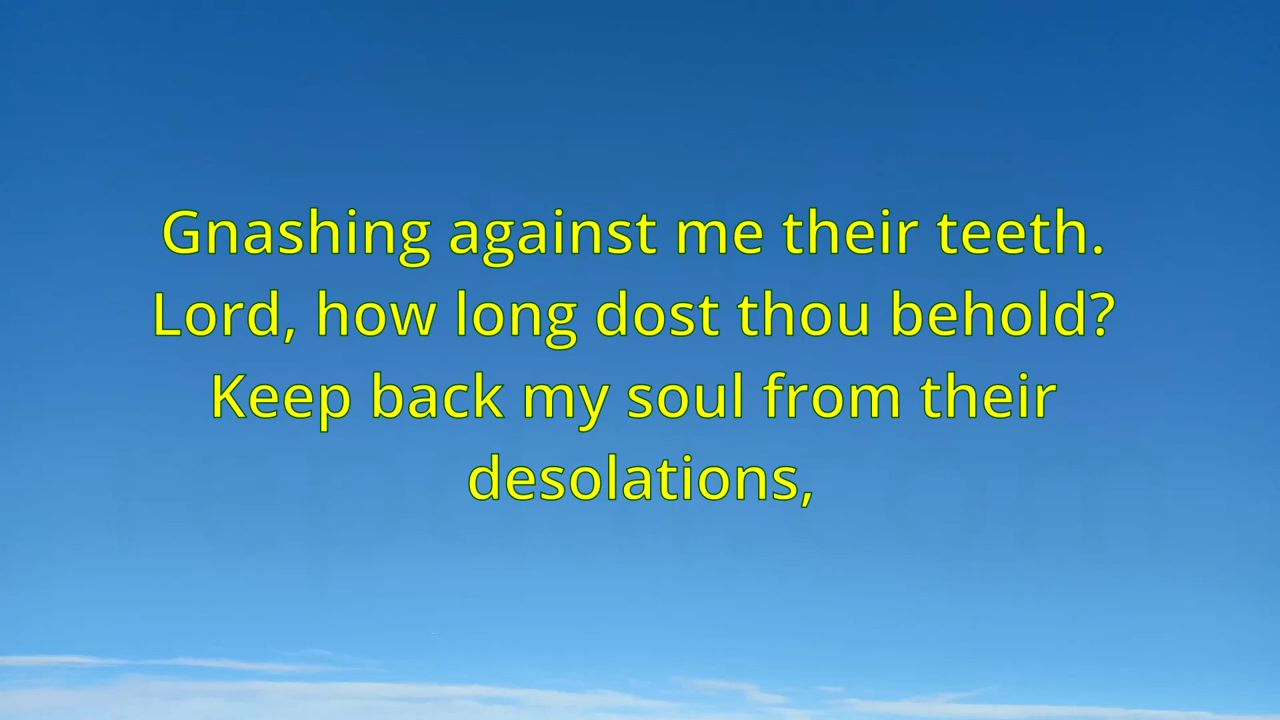 Gnashing against me their teeth.
Lord, how long dost thou behold?
Keep back my soul from their
desolations,